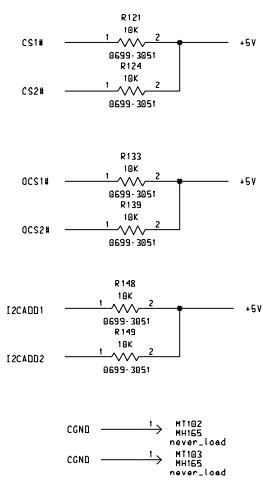 R121
10K
CS1# 1 2 +5V
0699-3051
R124
10K
CS2# 1 2
0699-3051
R133
10K
OCS1# 1 2 +5V
0699-3051
R139
10K
OCS2# 1 2
0699-3051
R148
10K
I2CADD1 1 2 +5V
0699-3051
R149
10K
I2CADD2 1 2
0699-3051
CGND 1 MT102
MH165
never_load
CGND 1 MT103
MH165
never_load